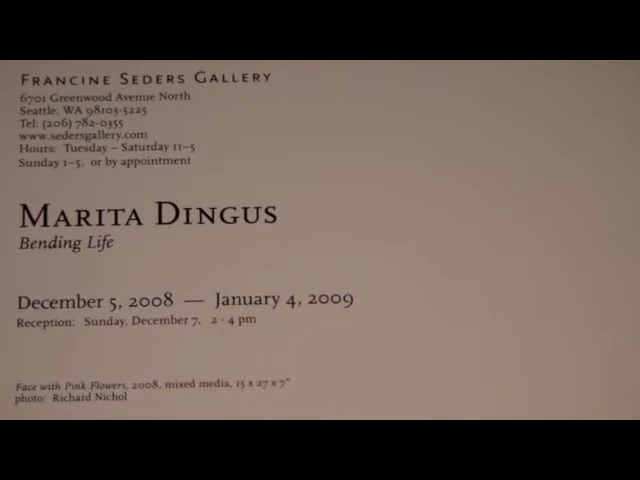 Francine Seders Gallery
6701 Greenwood Avenue North
Seattle, WA 98103-5225
Tel: (206) 782-0355
www.sedersgallery.com
Hours: Tuesday – Saturday 11–5
Sunday 1–5, or by appointment
Marita Dingus
Bending Life
December 5, 2008 — January 4, 2009
Reception: Sunday, December 7, 2 - 4 pm
Face with Pink Flowers, 2008, mixed media, 15 x 27 x 7"
photo: Richard Nichol